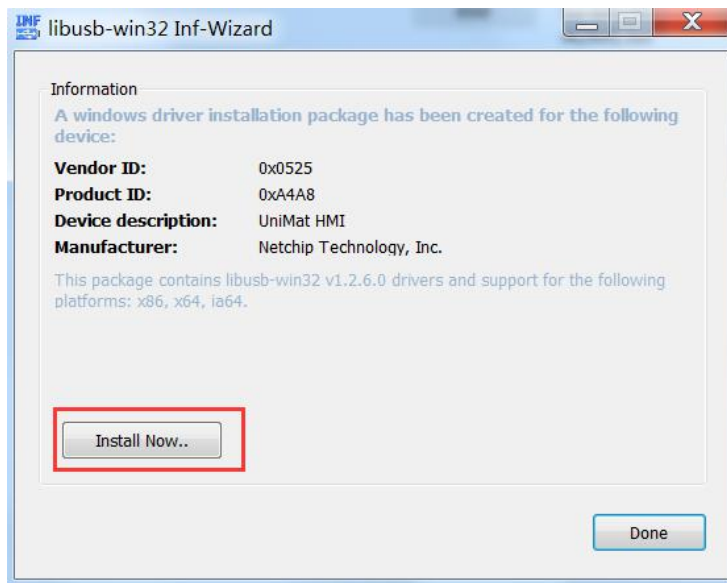 libusb-win32 Inf-Wizard
Information
A windows driver installation package has been created for the following
device:
Vendor ID: 0x0525
Product ID: 0xA4A8
Device description: UniMat HMI
Manufacturer: Netchip Technology, Inc.
This package contains libusb-win32 v1.2.6.0 drivers and support for the following
platforms: x86, x64, ia64.
Install Now..
Done